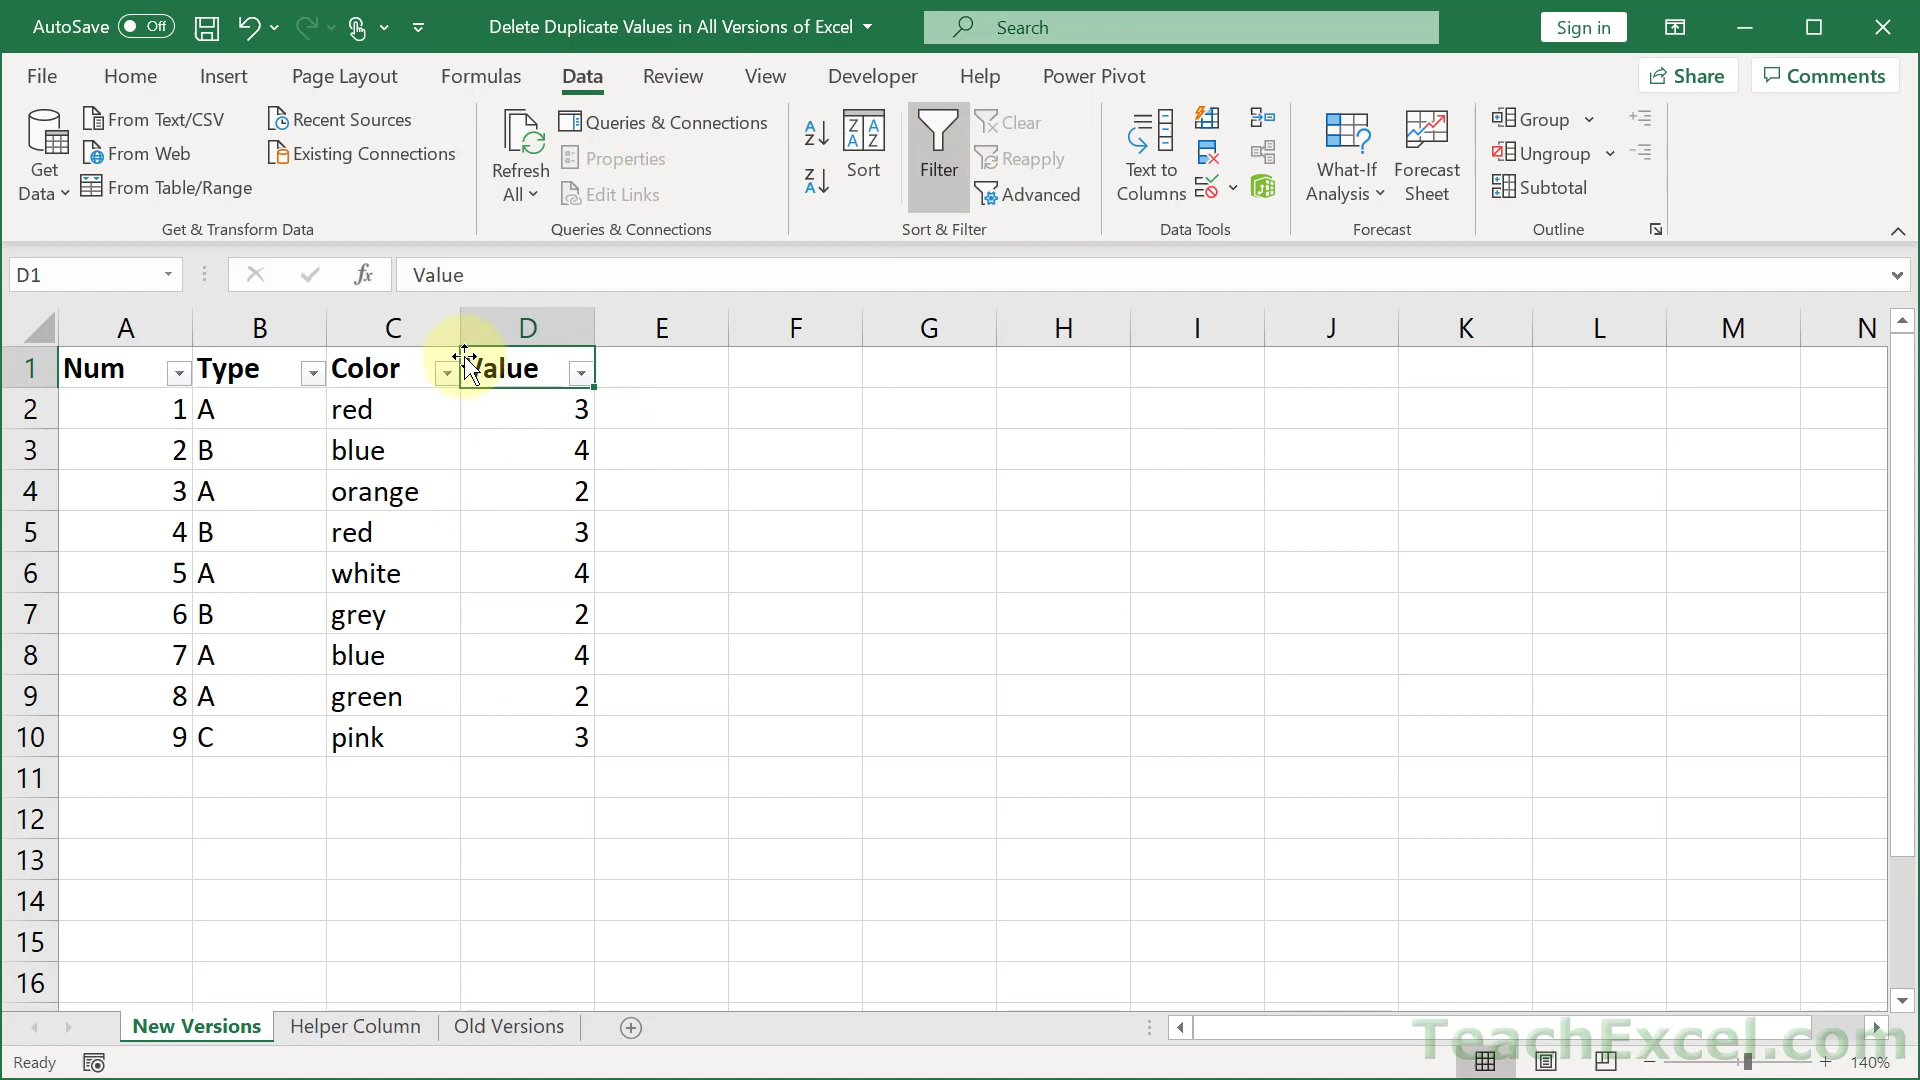 AutoSave Off Delete Duplicate Values in All Versions of Excel Search Sign in
File Home Insert Page Layout Formulas Data Review View Developer Help Power Pivot Share Comments
Get Data
From Text/CSV
From Web
From Table/Range
Recent Sources
Existing Connections
Get & Transform Data
Refresh All
Queries & Connections
Properties
Edit Links
Queries & Connections
Sort
Filter
Clear
Reapply
Advanced
Sort & Filter
Text to Columns
Data Tools
What-If Analysis
Forecast Sheet
Forecast
Group
Ungroup
Subtotal
Outline
D1 fx Value
A B C D E F G H I J K L M N
1 Num Type Color Value
2 1 A red 3
3 2 B blue 4
4 3 A orange 2
5 4 B red 3
6 5 A white 4
7 6 B grey 2
8 7 A blue 4
9 8 A green 2
10 9 C pink 3
11
12
13
14
15
16
New Versions Helper Column Old Versions
TeachExcel.com
Ready 140%